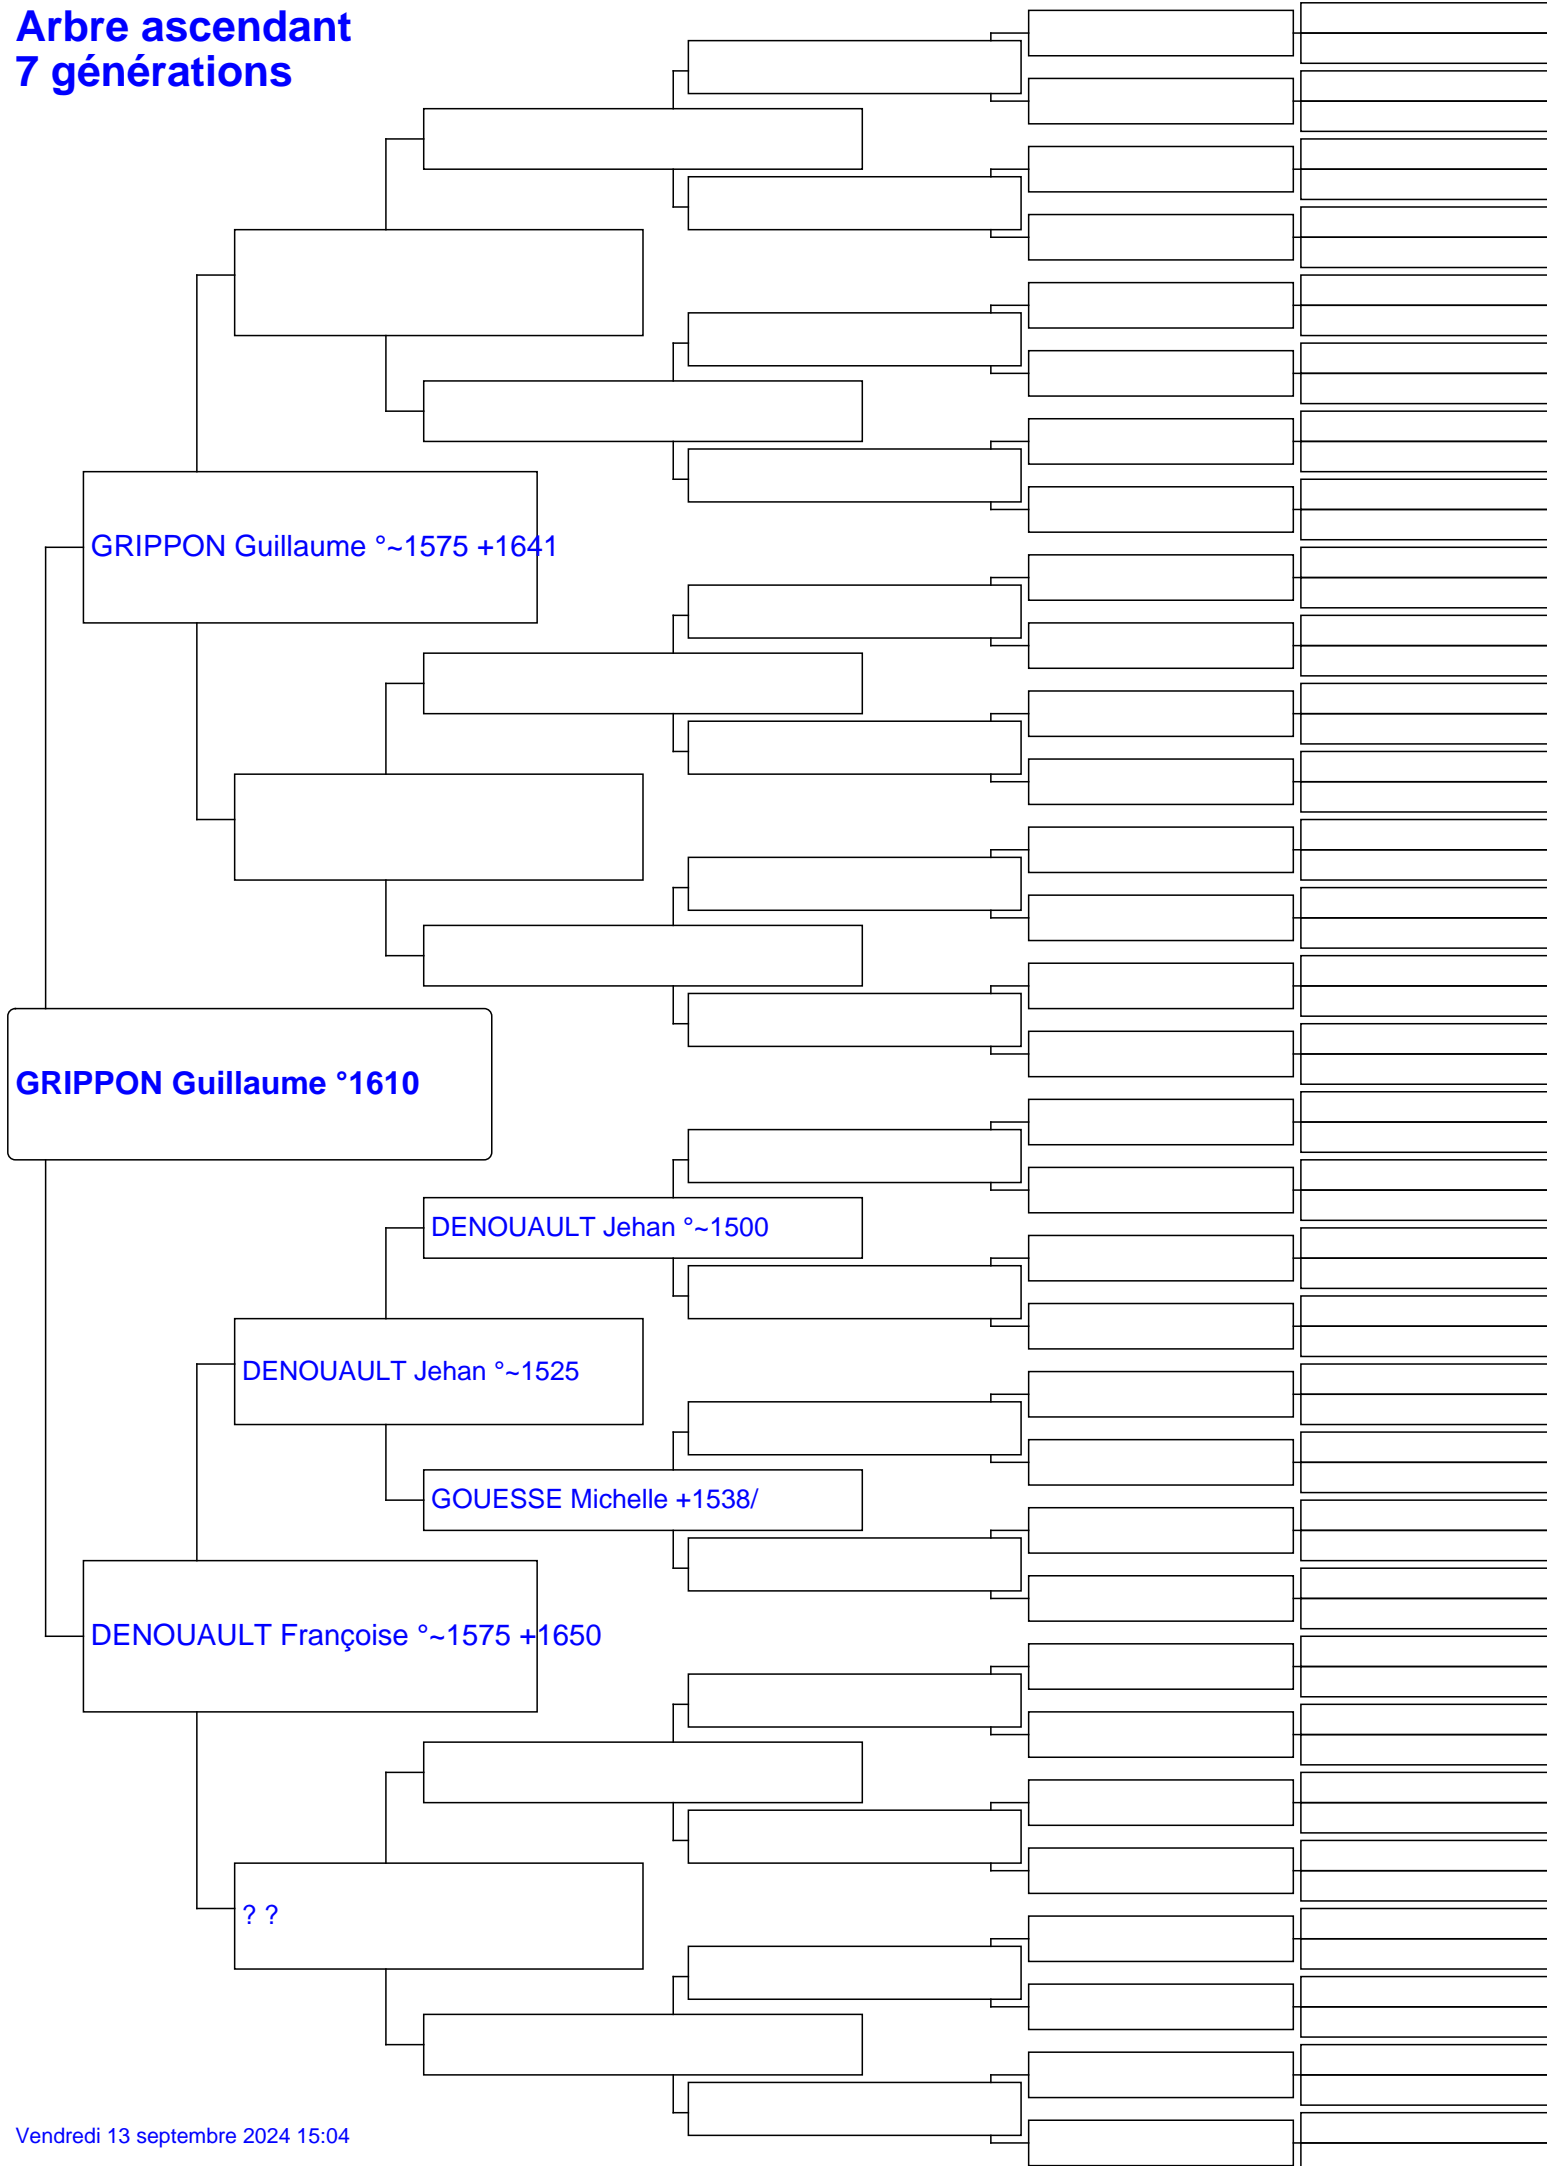 Arbre ascendant
7 générations
GRIPPON Guillaume °~1575 +1641
GRIPPON Guillaume °1610
DENOUAULT Jehan °~1500
DENOUAULT Jehan °~1525
GOUESSE Michelle +1538/
DENOUAULT Françoise °~1575 +1650
? ?
Vendredi 13 septembre 2024 15:04